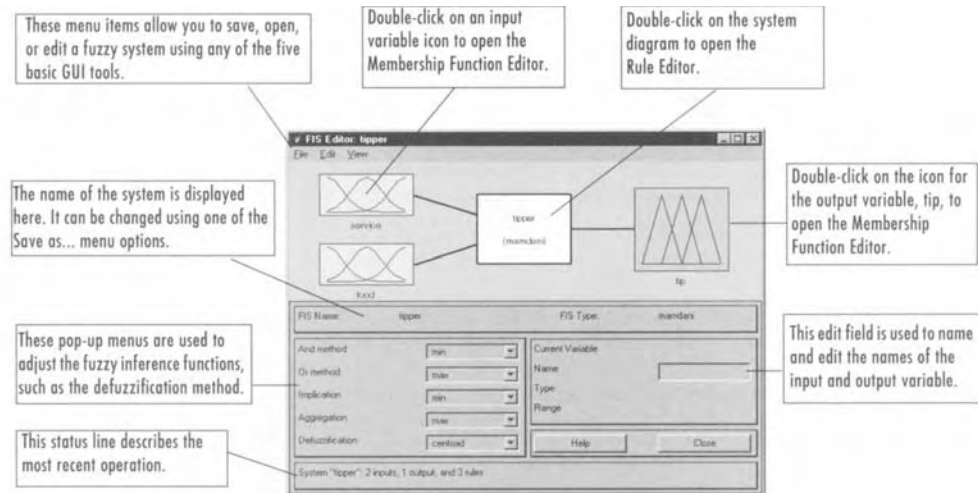 These menu items allow you to save, open,
or edit a fuzzy system using any of the five
basic GUI tools.
Double-click on an input
variable icon to open the
Membership Function Editor.
Double-click on the system
diagram to open the
Rule Editor.
FIS Editor: tipper
File Edit View
service
food
tipper
(mamdani)
tip
The name of the system is displayed
here. It can be changed using one of the
Save as... menu options.
Double-click on the icon for
the output variable, tip, to
open the Membership
Function Editor.
FIS Name: tipper FIS Type: mamdani
These pop-up menus are used to
adjust the fuzzy inference functions,
such as the defuzzification method.
And method min
Or method max
Implication min
Aggregation max
Defuzzification centroid
Current Variable
Name
Type
Range
Help Close
This edit field is used to name
and edit the names of the
input and output variable.
This status line describes the
most recent operation.
System "tipper": 2 inputs, 1 output, and 3 rules